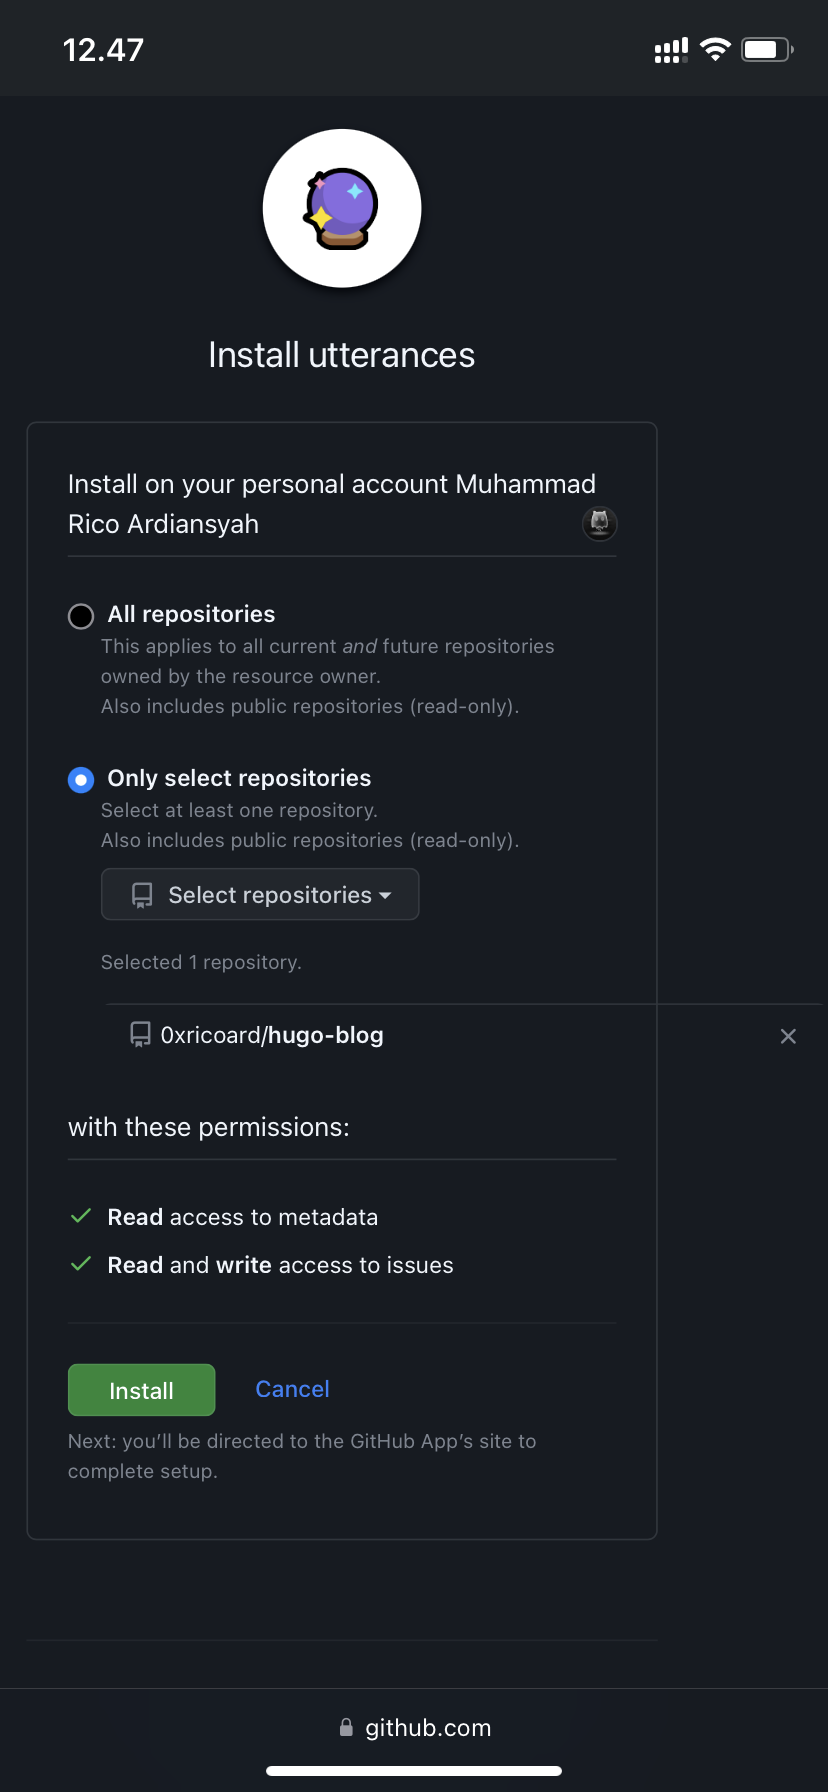 12.47
Install utterances
Install on your personal account Muhammad
Rico Ardiansyah
All repositories
This applies to all current and future repositories
owned by the resource owner.
Also includes public repositories (read-only).
Only select repositories
Select at least one repository.
Also includes public repositories (read-only).
Select repositories
Selected 1 repository.
0xricoard/hugo-blog
with these permissions:
Read access to metadata
Read and write access to issues
Install Cancel
Next: you’ll be directed to the GitHub App’s site to
complete setup.
github.com